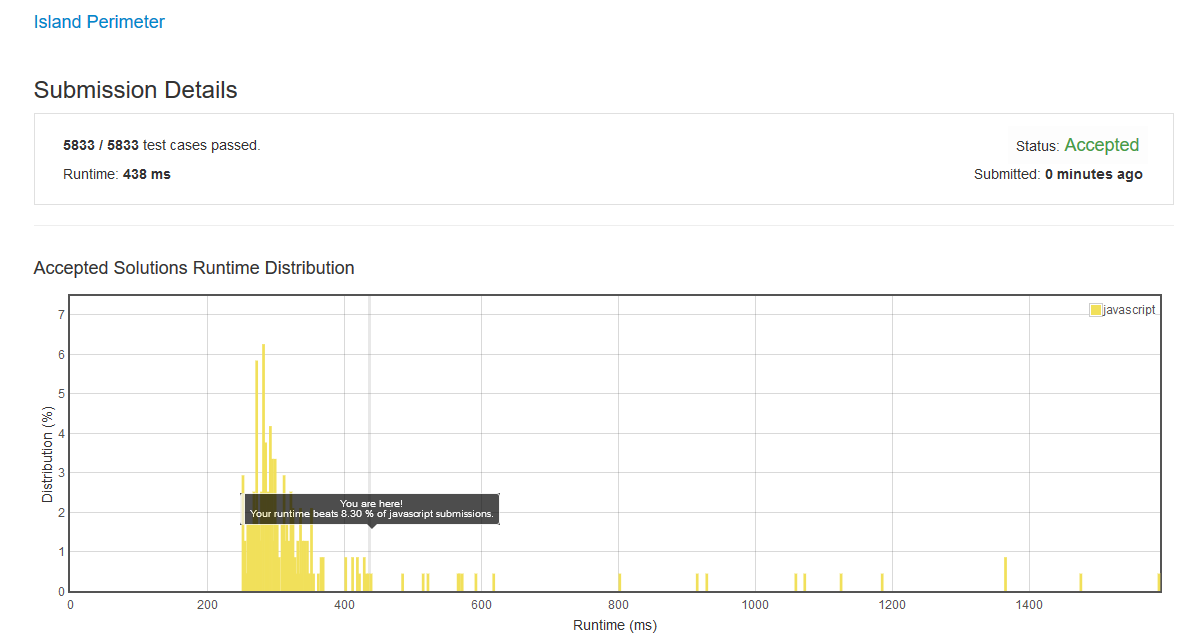 Island Perimeter
Submission Details
5833 / 5833 test cases passed.
Status: Accepted
Runtime: 438 ms
Submitted: 0 minutes ago
Accepted Solutions Runtime Distribution
javascript
7
6
5
4
3
2
1
0
Distribution (%)
You are here!
Your runtime beats 8.30 % of javascript submissions.
0
200
400
600
800
1000
1200
1400
Runtime (ms)